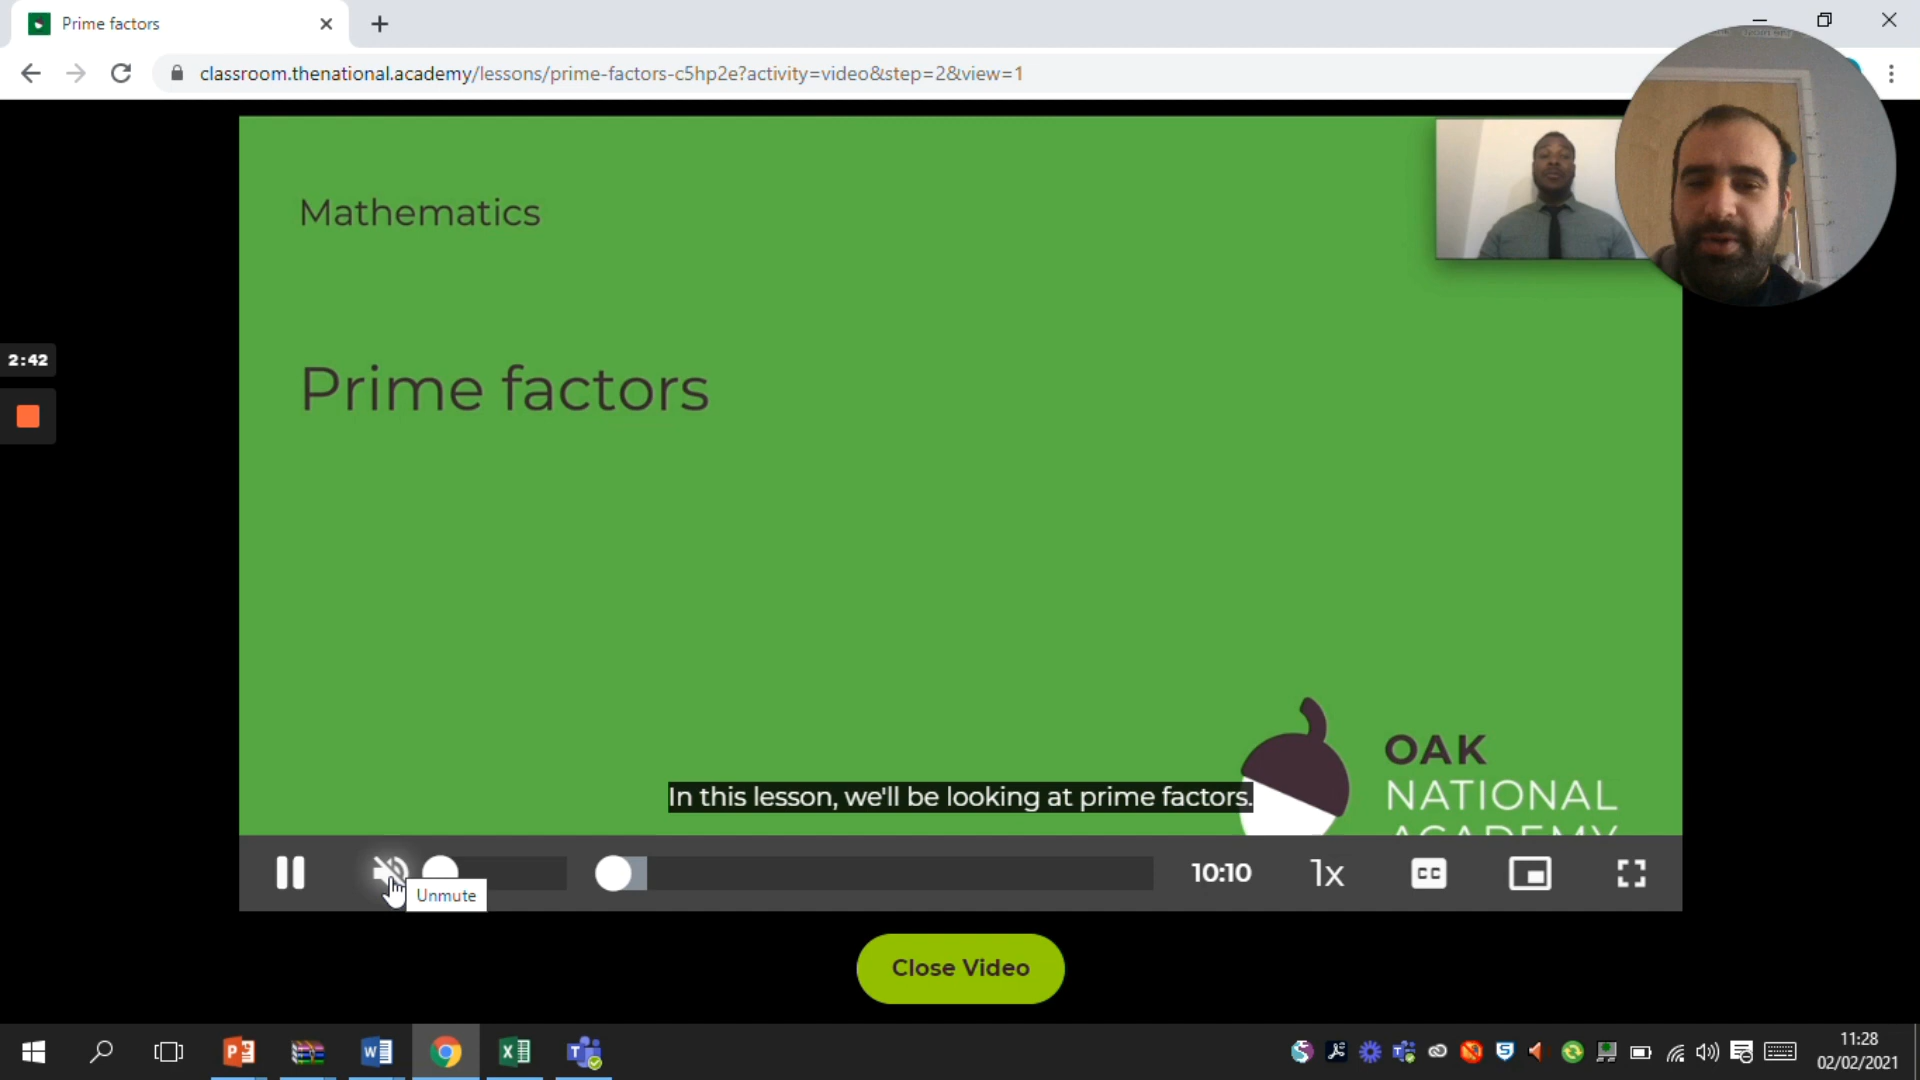 Prime factors
classroom.thenational.academy/lessons/prime-factors-c5hp2e?activity=video&step=2&view=1
Mathematics
2:42
Prime factors
OAK
NATIONAL
ACADEMY
In this lesson, we'll be looking at prime factors.
10:10
1x
CC
Unmute
Close Video
11:28
02/02/2021